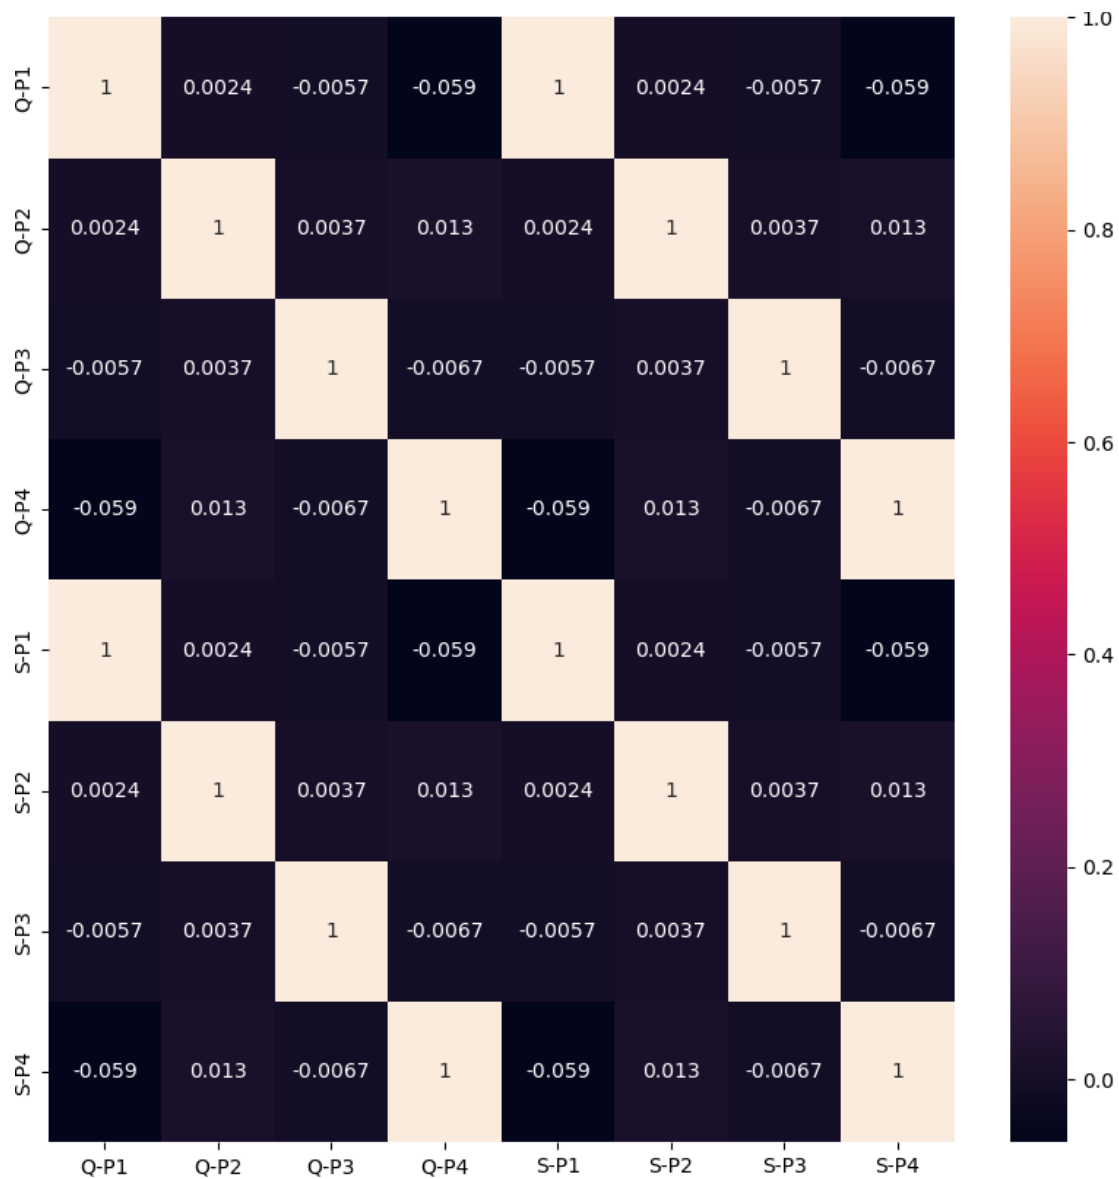 Q-P1 1 0.0024 -0.0057 -0.059 1 0.0024 -0.0057 -0.059
Q-P2 0.0024 1 0.0037 0.013 0.0024 1 0.0037 0.013
Q-P3 -0.0057 0.0037 1 -0.0067 -0.0057 0.0037 1 -0.0067
Q-P4 -0.059 0.013 -0.0067 1 -0.059 0.013 -0.0067 1
S-P1 1 0.0024 -0.0057 -0.059 1 0.0024 -0.0057 -0.059
S-P2 0.0024 1 0.0037 0.013 0.0024 1 0.0037 0.013
S-P3 -0.0057 0.0037 1 -0.0067 -0.0057 0.0037 1 -0.0067
S-P4 -0.059 0.013 -0.0067 1 -0.059 0.013 -0.0067 1
Q-P1 Q-P2 Q-P3 Q-P4 S-P1 S-P2 S-P3 S-P4
1.0
0.8
0.6
0.4
0.2
0.0